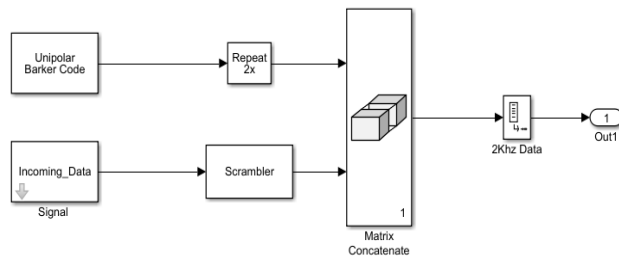 Unipolar
Barker Code
Repeat
2x
Incoming_Data
Signal
Scrambler
1
Matrix
Concatenate
2Khz Data
1
Out1